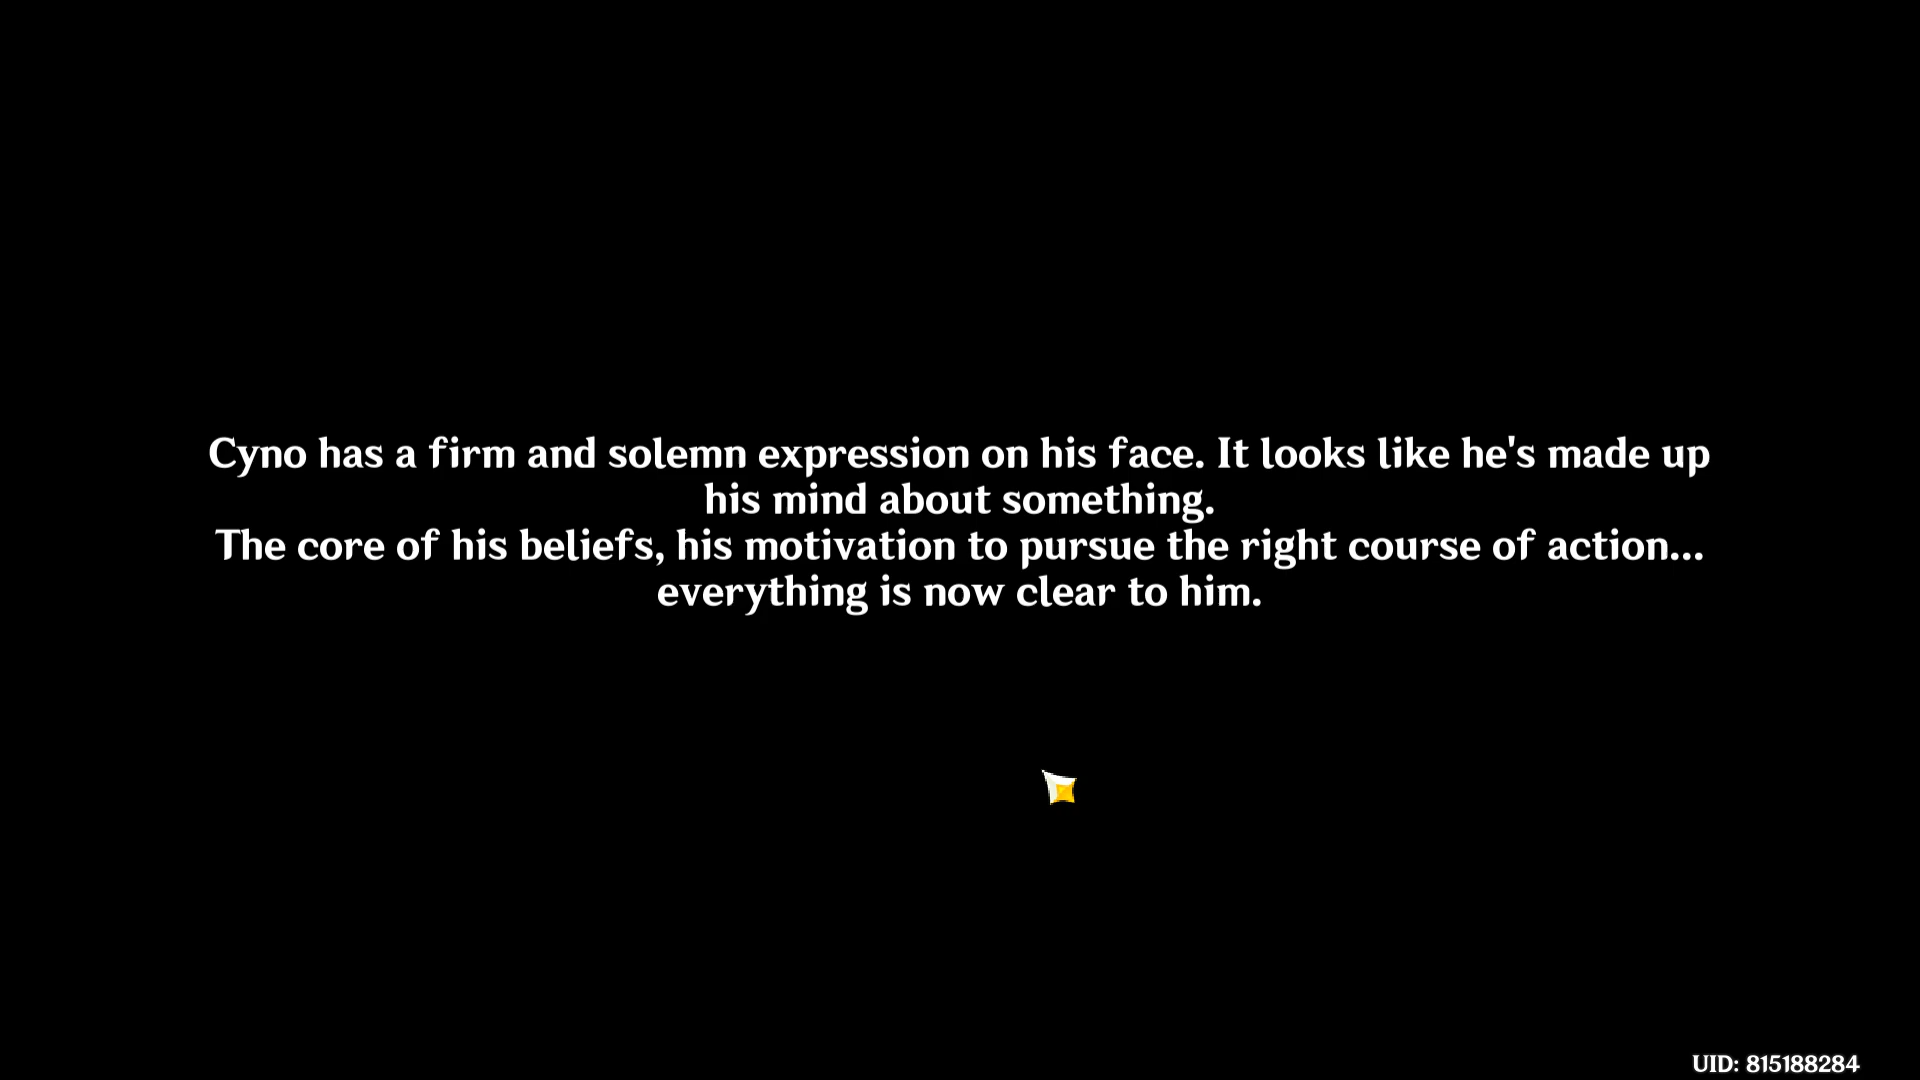 Cyno has a firm and solemn expression on his face. It looks like he's made up
his mind about something.
The core of his beliefs, his motivation to pursue the right course of action...
everything is now clear to him.
UID: 815188284